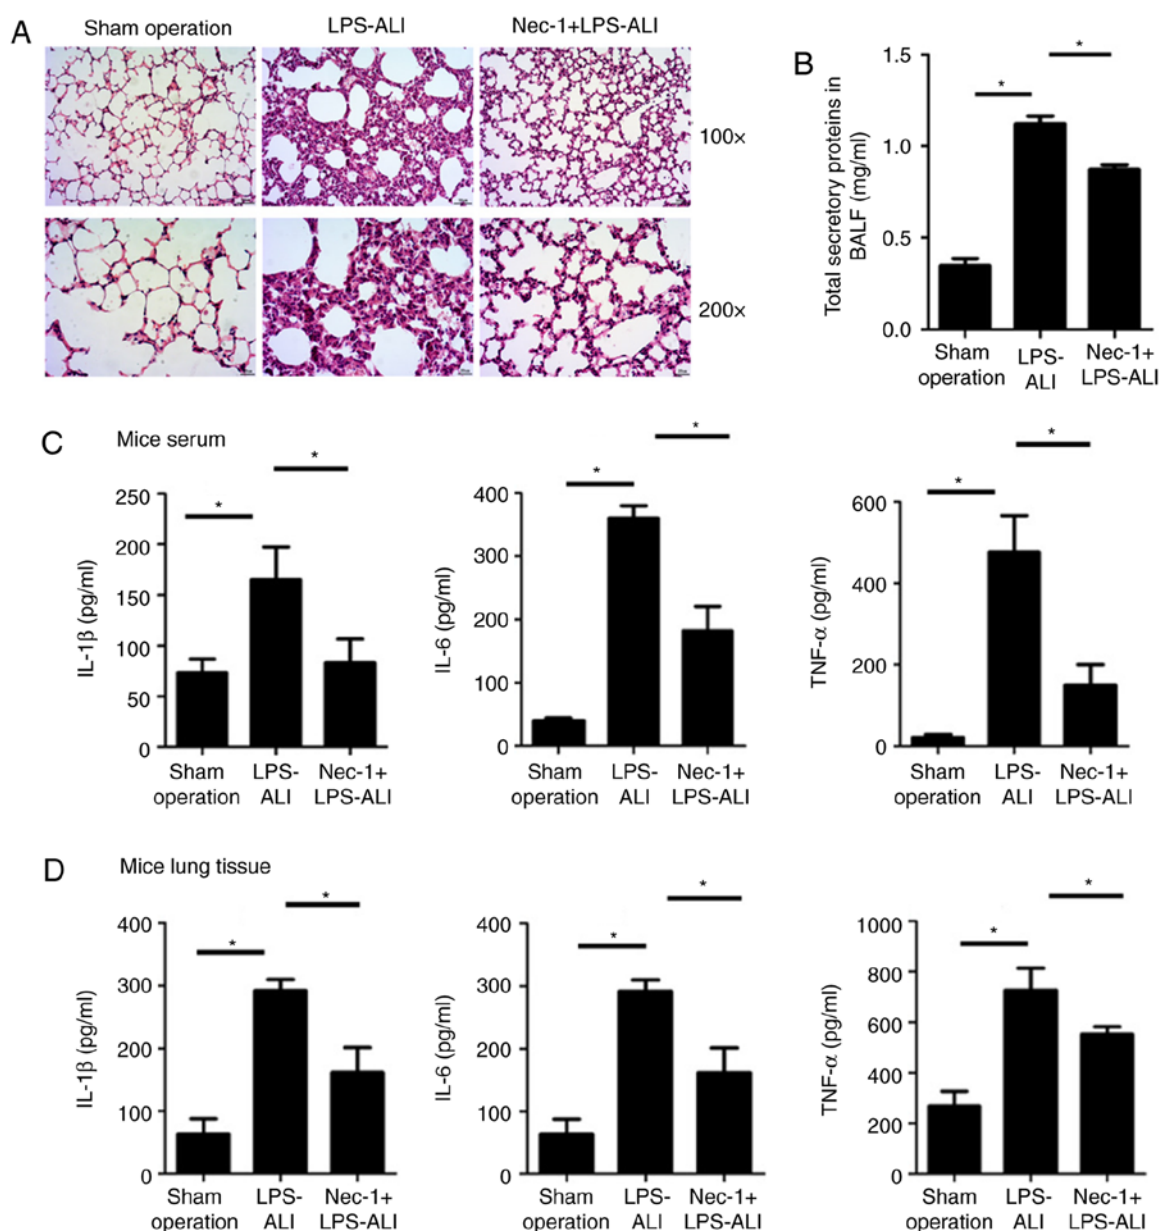 A
Sham operation
LPS-ALI
Nec-1+LPS-ALI
100×
200×
B
Total secretory proteins in
BALF (mg/ml)
1.5
1.0
0.5
0.0
*
*
Sham
operation
LPS-
ALI
Nec-1+
LPS-ALI
C
Mice serum
IL-1β (pg/ml)
250
200
150
100
50
0
*
*
Sham
operation
LPS-
ALI
Nec-1+
LPS-ALI
IL-6 (pg/ml)
400
300
200
100
0
*
*
Sham
operation
LPS-
ALI
Nec-1+
LPS-ALI
TNF-α (pg/ml)
600
400
200
0
*
*
Sham
operation
LPS-
ALI
Nec-1+
LPS-ALI
D
Mice lung tissue
IL-1β (pg/ml)
400
300
200
100
0
*
*
Sham
operation
LPS-
ALI
Nec-1+
LPS-ALI
IL-6 (pg/ml)
400
300
200
100
0
*
*
Sham
operation
LPS-
ALI
Nec-1+
LPS-ALI
TNF-α (pg/ml)
1000
800
600
400
200
0
*
*
Sham
operation
LPS-
ALI
Nec-1+
LPS-ALI